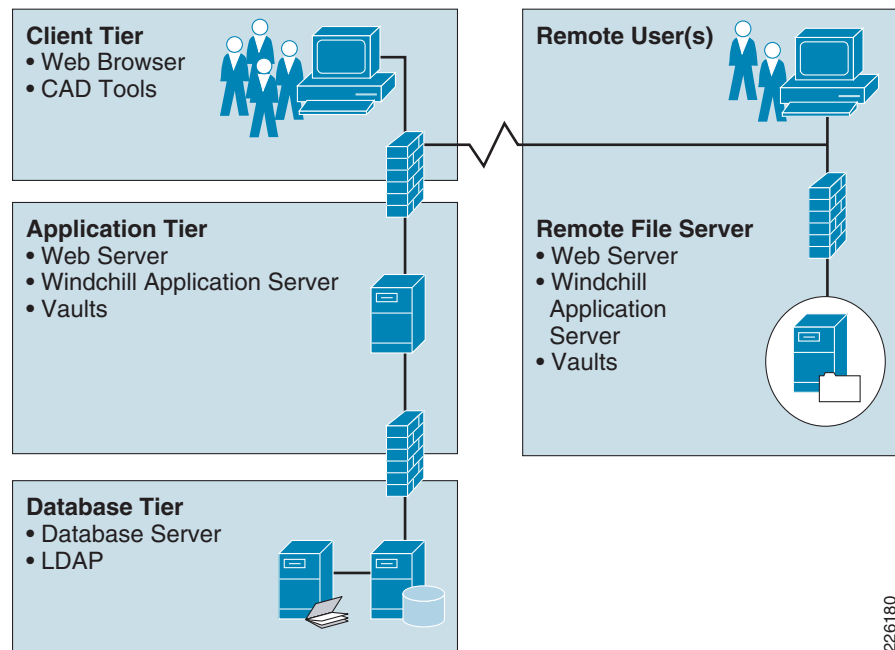 Client Tier
• Web Browser
• CAD Tools
Application Tier
• Web Server
• Windchill Application Server
• Vaults
Database Tier
• Database Server
• LDAP
Remote User(s)
Remote File Server
• Web Server
• Windchill
Application
Server
• Vaults
226180